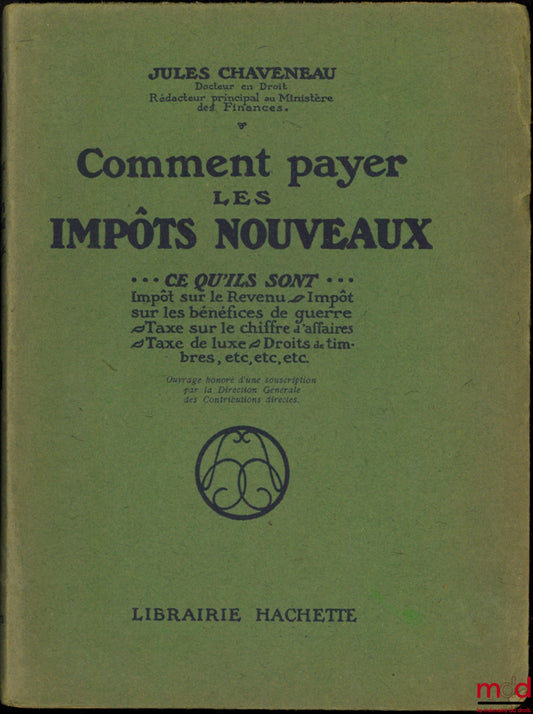 JULES CHAVENEAU
Docteur en Droit
Rédacteur principal au Ministère
des Finances.
Comment payer
LES
IMPÔTS NOUVEAUX
... CE QU'ILS SONT ...
Impôt sur le Revenu Impôt
sur les bénéfices de guerre
Taxe sur le chiffre d'affaires
Taxe de luxe Droits de tim-
bres, etc, etc, etc.
Ouvrage honoré d'une souscription
par la Direction Générale
des Contributions directes.
LIBRAIRIE HACHETTE
mdd